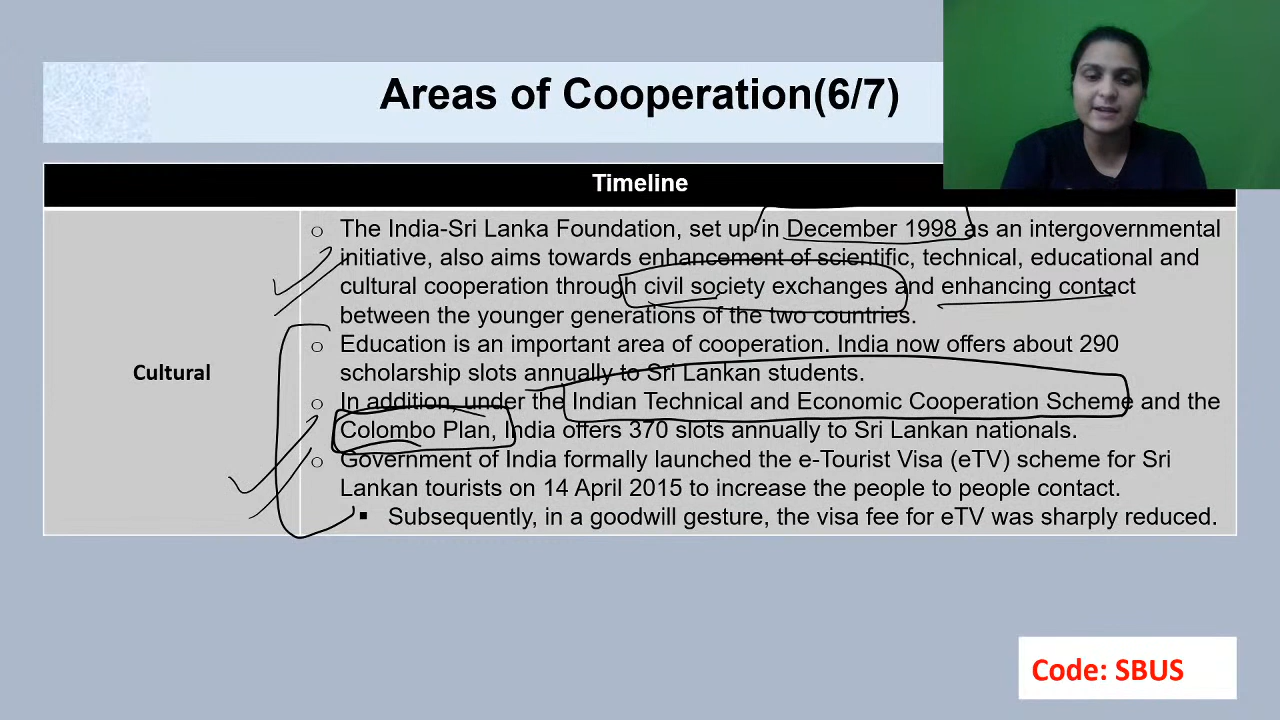 Areas of Cooperation(6/7)
Timeline
Cultural
o The India-Sri Lanka Foundation, set up in December 1998 as an intergovernmental
initiative, also aims towards enhancement of scientific, technical, educational and
cultural cooperation through civil society exchanges and enhancing contact
between the younger generations of the two countries.
o Education is an important area of cooperation. India now offers about 290
scholarship slots annually to Sri Lankan students.
o In addition, under the Indian Technical and Economic Cooperation Scheme and the
Colombo Plan, India offers 370 slots annually to Sri Lankan nationals.
o Government of India formally launched the e-Tourist Visa (eTV) scheme for Sri
Lankan tourists on 14 April 2015 to increase the people to people contact.
▪ Subsequently, in a goodwill gesture, the visa fee for eTV was sharply reduced.
Code: SBUS